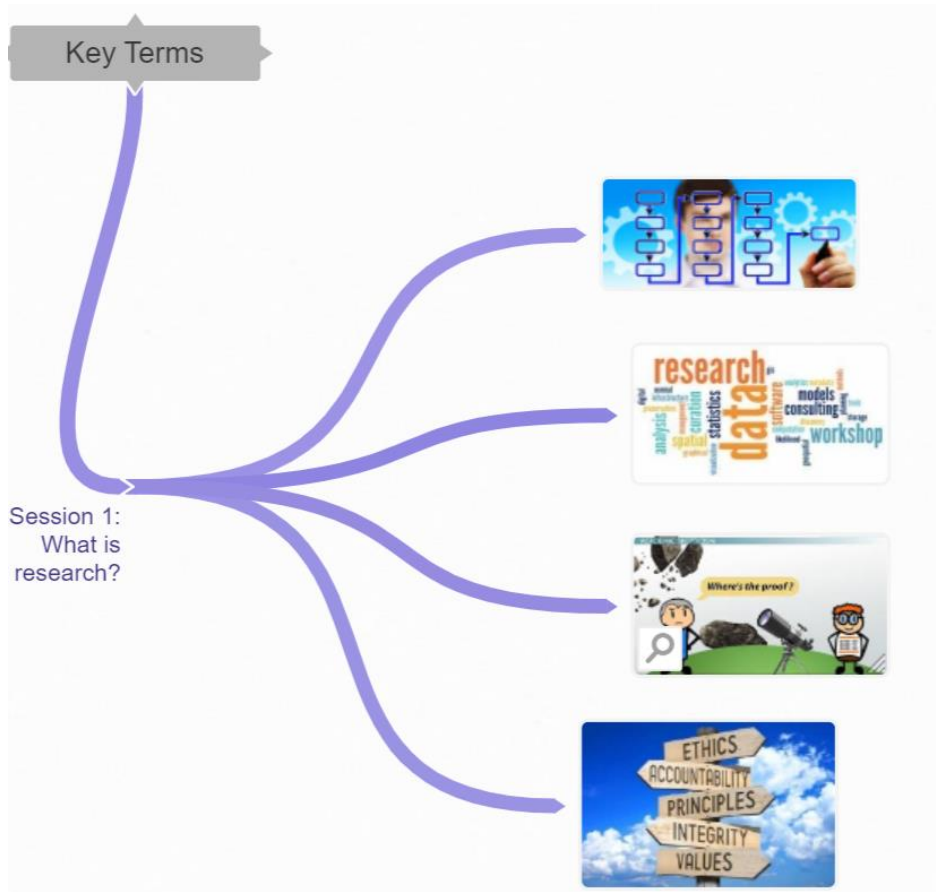 Key Terms
Session 1:
What is
research?
research
data
analysis
spatial
curation
statistics
software
models
consulting
workshop
Where's the proof?
ETHICS
ACCOUNTABILITY
PRINCIPLES
INTEGRITY
VALUES